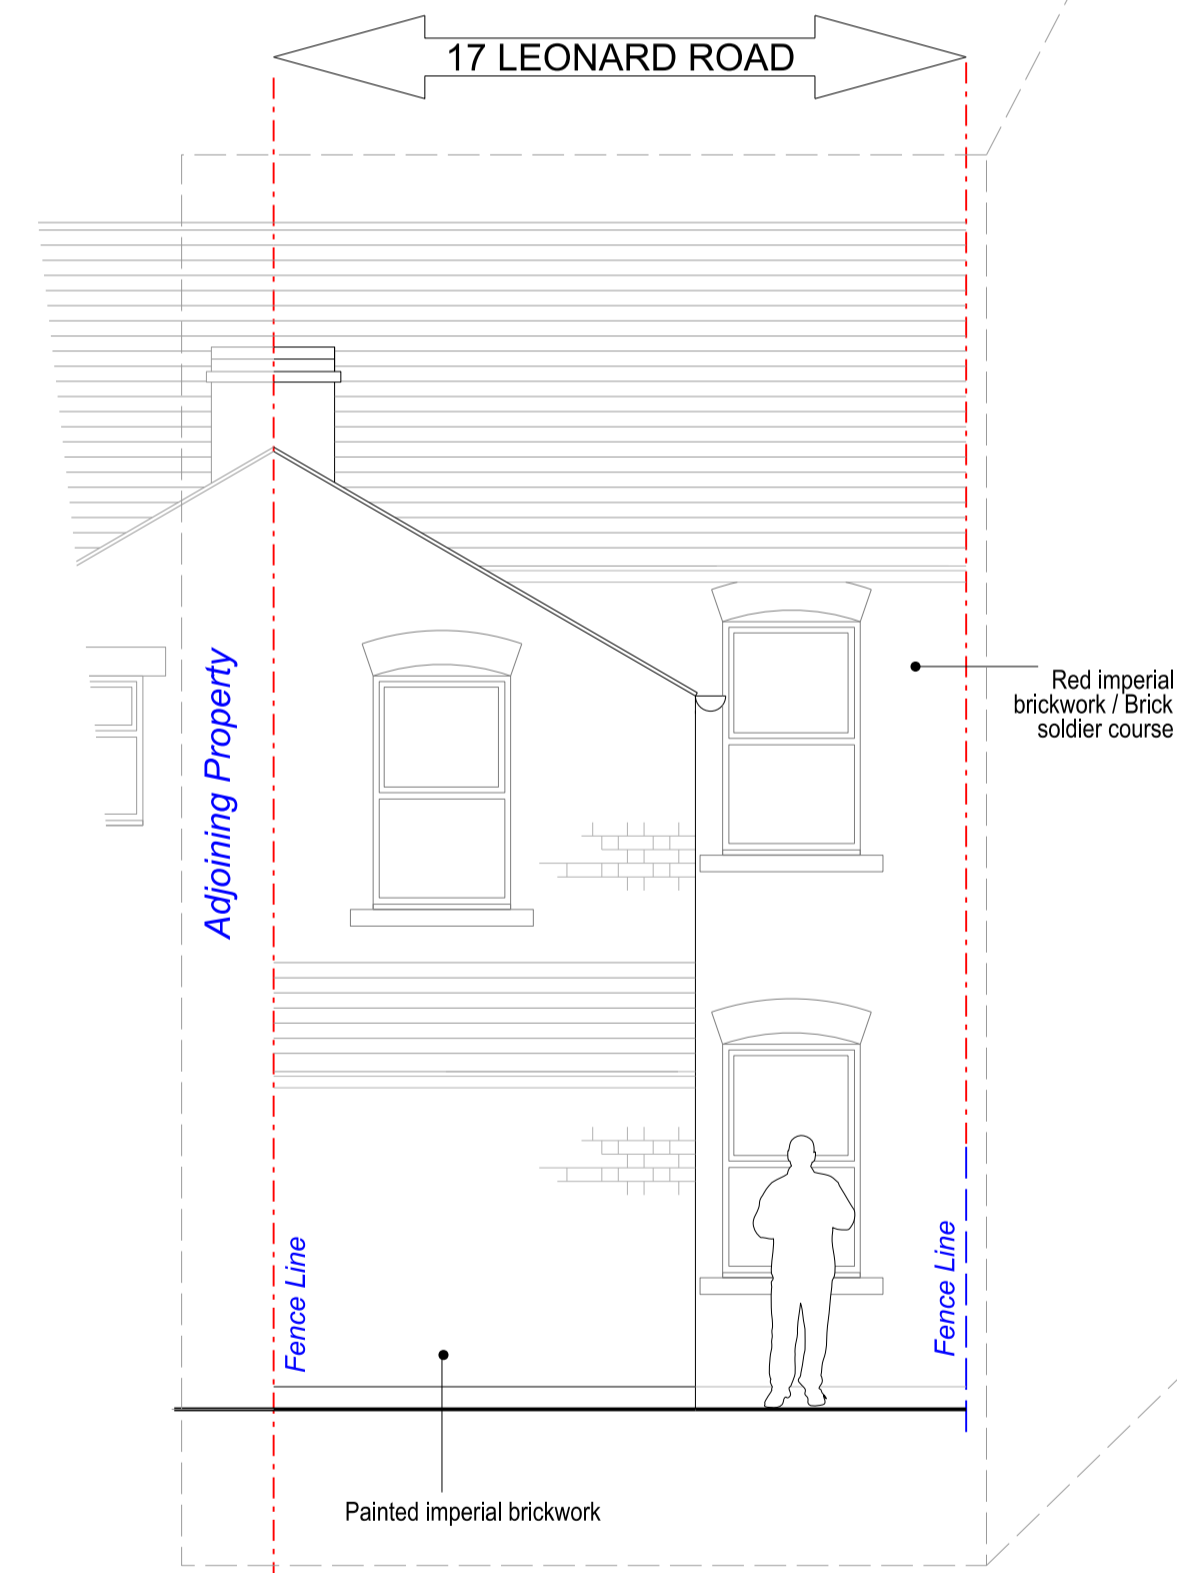 17 LEONARD ROAD
Adjoining Property
Red imperial
brickwork / Brick
soldier course
Fence Line
Fence Line
Painted imperial brickwork